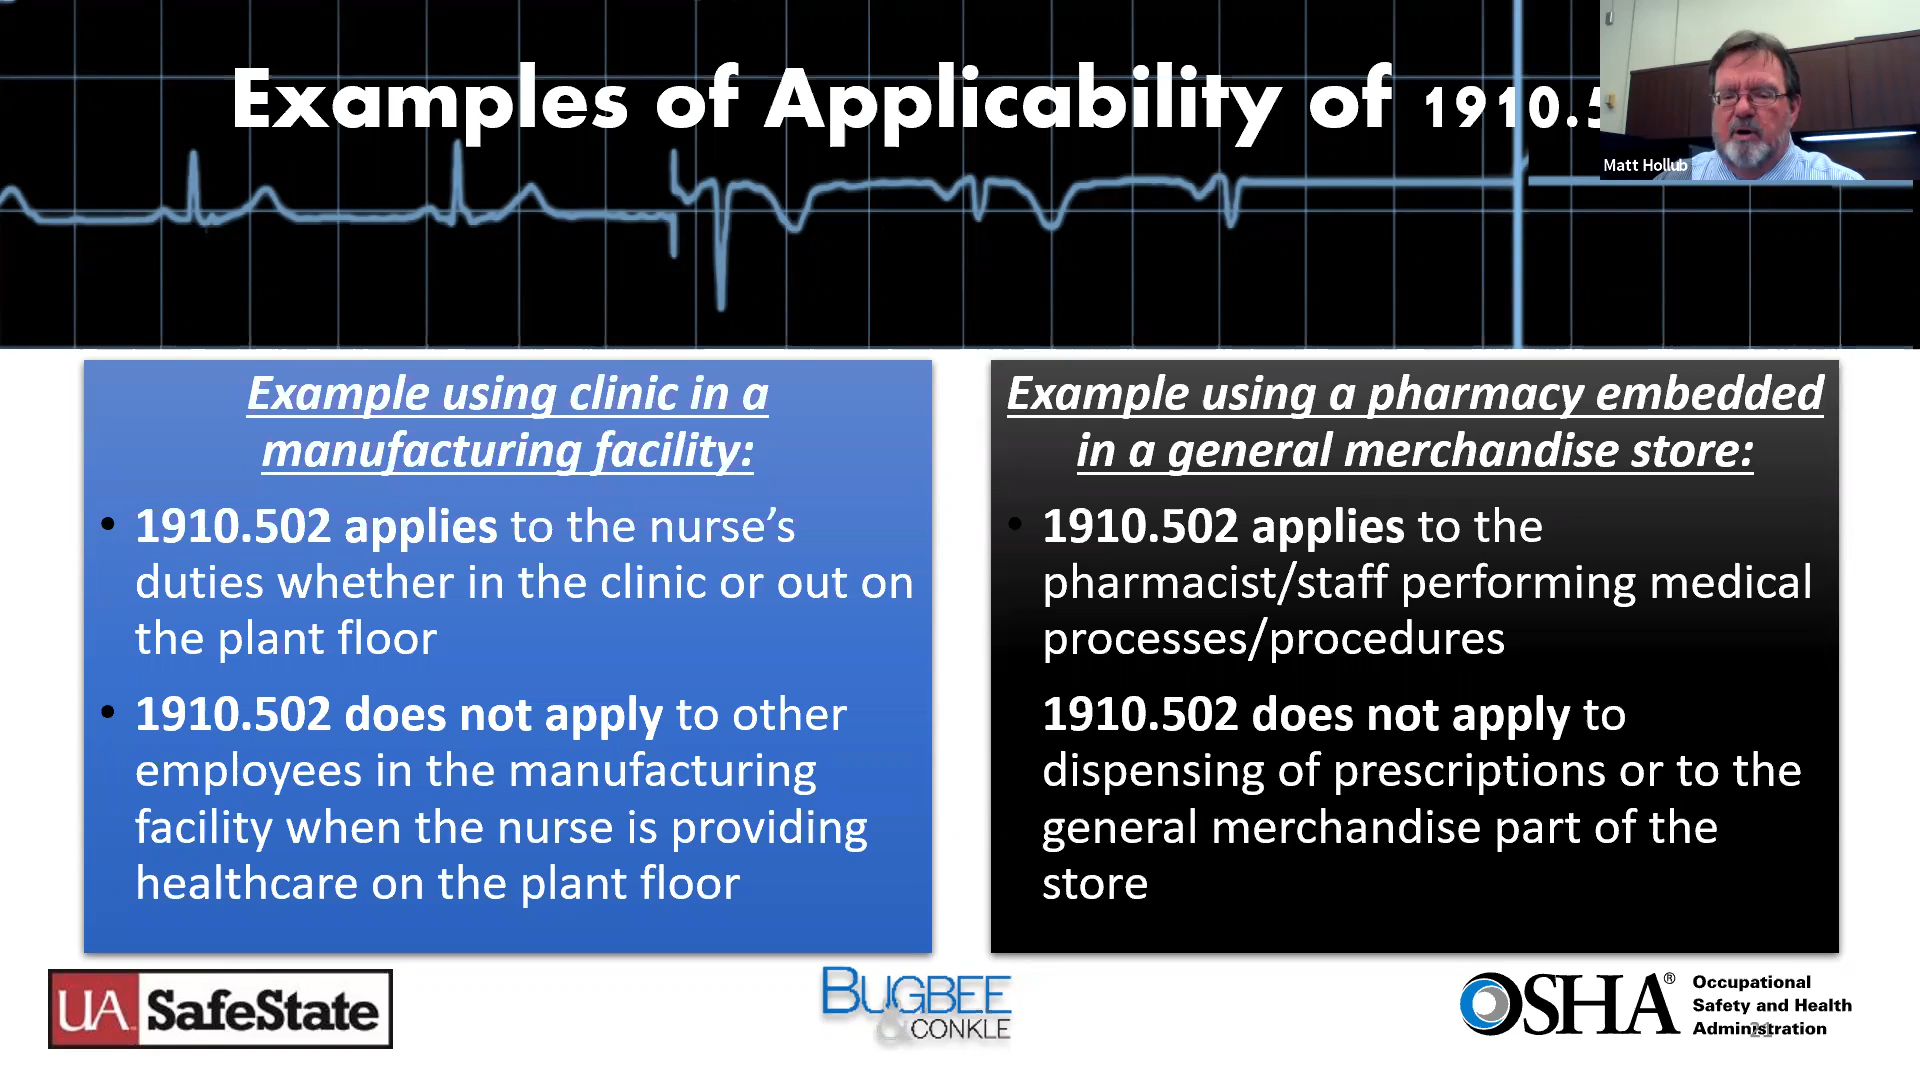 Examples of Applicability of 1910.5
Matt Hollub
Example using clinic in a
manufacturing facility:
• 1910.502 applies to the nurse’s
duties whether in the clinic or out on
the plant floor
• 1910.502 does not apply to other
employees in the manufacturing
facility when the nurse is providing
healthcare on the plant floor
Example using a pharmacy embedded
in a general merchandise store:
• 1910.502 applies to the
pharmacist/staff performing medical
processes/procedures
1910.502 does not apply to
dispensing of prescriptions or to the
general merchandise part of the
store
UA SafeState
BUGBEE
& CONKLE
OSHA®
Occupational
Safety and Health
Administration
21